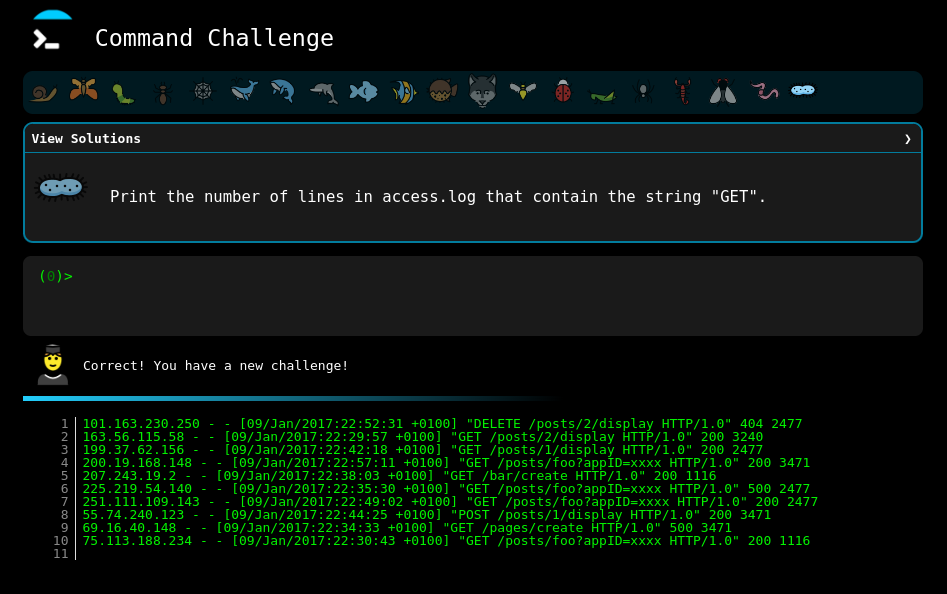 Command Challenge
View Solutions ❯
Print the number of lines in access.log that contain the string "GET".
(0)>
Correct! You have a new challenge!
1 101.163.230.250 - - [09/Jan/2017:22:52:31 +0100] "DELETE /posts/2/display HTTP/1.0" 404 2477
2 163.56.115.58 - - [09/Jan/2017:22:29:57 +0100] "GET /posts/2/display HTTP/1.0" 200 3240
3 199.37.62.156 - - [09/Jan/2017:22:42:18 +0100] "GET /posts/1/display HTTP/1.0" 200 2477
4 200.19.168.148 - - [09/Jan/2017:22:57:11 +0100] "GET /posts/foo?appID=xxxx HTTP/1.0" 200 3471
5 207.243.19.2 - - [09/Jan/2017:22:38:03 +0100] "GET /bar/create HTTP/1.0" 200 1116
6 225.219.54.140 - - [09/Jan/2017:22:35:30 +0100] "GET /posts/foo?appID=xxxx HTTP/1.0" 500 2477
7 251.111.109.143 - - [09/Jan/2017:22:49:02 +0100] "GET /posts/foo?appID=xxxx HTTP/1.0" 200 2477
8 55.74.240.123 - - [09/Jan/2017:22:44:25 +0100] "POST /posts/1/display HTTP/1.0" 200 3471
9 69.16.40.148 - - [09/Jan/2017:22:34:33 +0100] "GET /pages/create HTTP/1.0" 500 3471
10 75.113.188.234 - - [09/Jan/2017:22:30:43 +0100] "GET /posts/foo?appID=xxxx HTTP/1.0" 200 1116
11